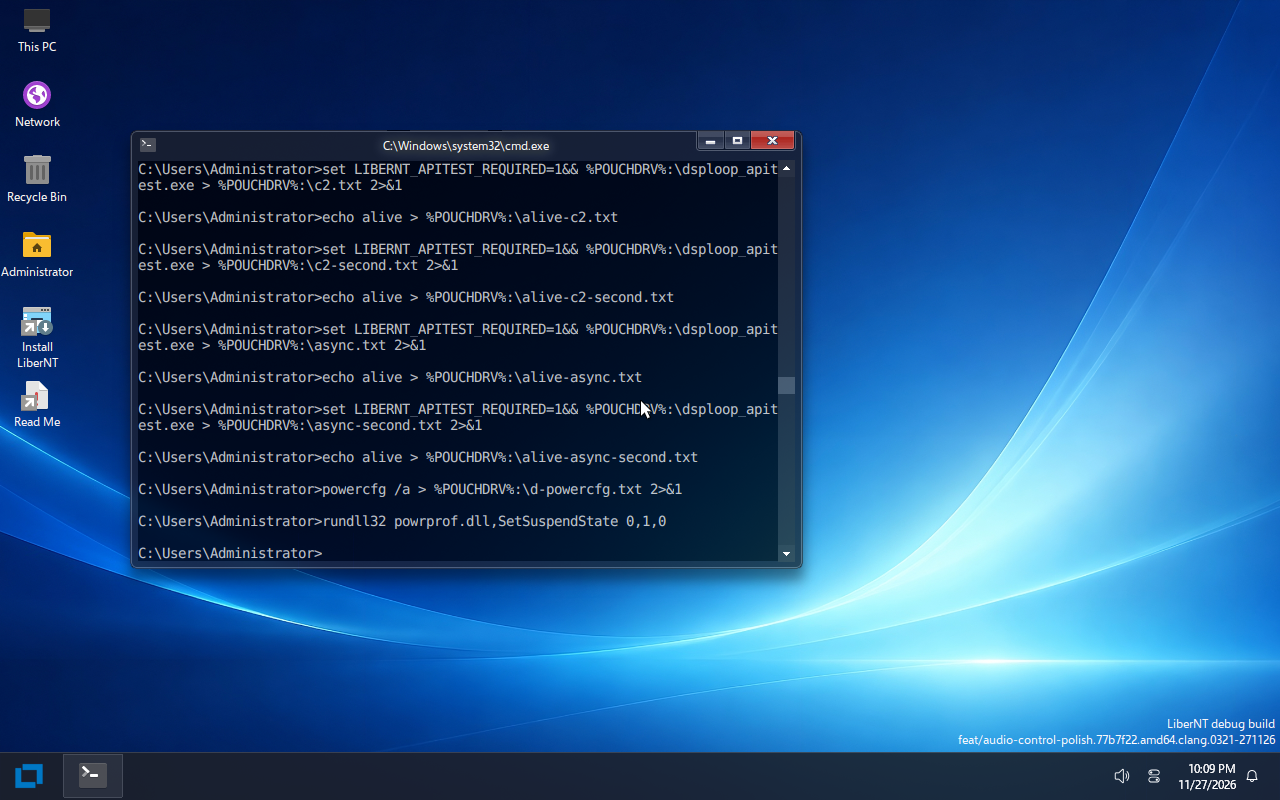 This PC
Network
Recycle Bin
Administrator
Install
LiberNT
Read Me
C:\Windows\system32\cmd.exe
C:\Users\Administrator>set LIBERNT_APITEST_REQUIRED=1&& %POUCHDRV%:\dsploop_apit
est.exe > %POUCHDRV%:\c2.txt 2>&1
C:\Users\Administrator>echo alive > %POUCHDRV%:\alive-c2.txt
C:\Users\Administrator>set LIBERNT_APITEST_REQUIRED=1&& %POUCHDRV%:\dsploop_apit
est.exe > %POUCHDRV%:\c2-second.txt 2>&1
C:\Users\Administrator>echo alive > %POUCHDRV%:\alive-c2-second.txt
C:\Users\Administrator>set LIBERNT_APITEST_REQUIRED=1&& %POUCHDRV%:\dsploop_apit
est.exe > %POUCHDRV%:\async.txt 2>&1
C:\Users\Administrator>echo alive > %POUCHDRV%:\alive-async.txt
C:\Users\Administrator>set LIBERNT_APITEST_REQUIRED=1&& %POUCHDRV%:\dsploop_apit
est.exe > %POUCHDRV%:\async-second.txt 2>&1
C:\Users\Administrator>echo alive > %POUCHDRV%:\alive-async-second.txt
C:\Users\Administrator>powercfg /a > %POUCHDRV%:\d-powercfg.txt 2>&1
C:\Users\Administrator>rundll32 powrprof.dll,SetSuspendState 0,1,0
C:\Users\Administrator>
LiberNT debug build
feat/audio-control-polish.77b7f22.amd64.clang.0321-271126
10:09 PM
11/27/2026